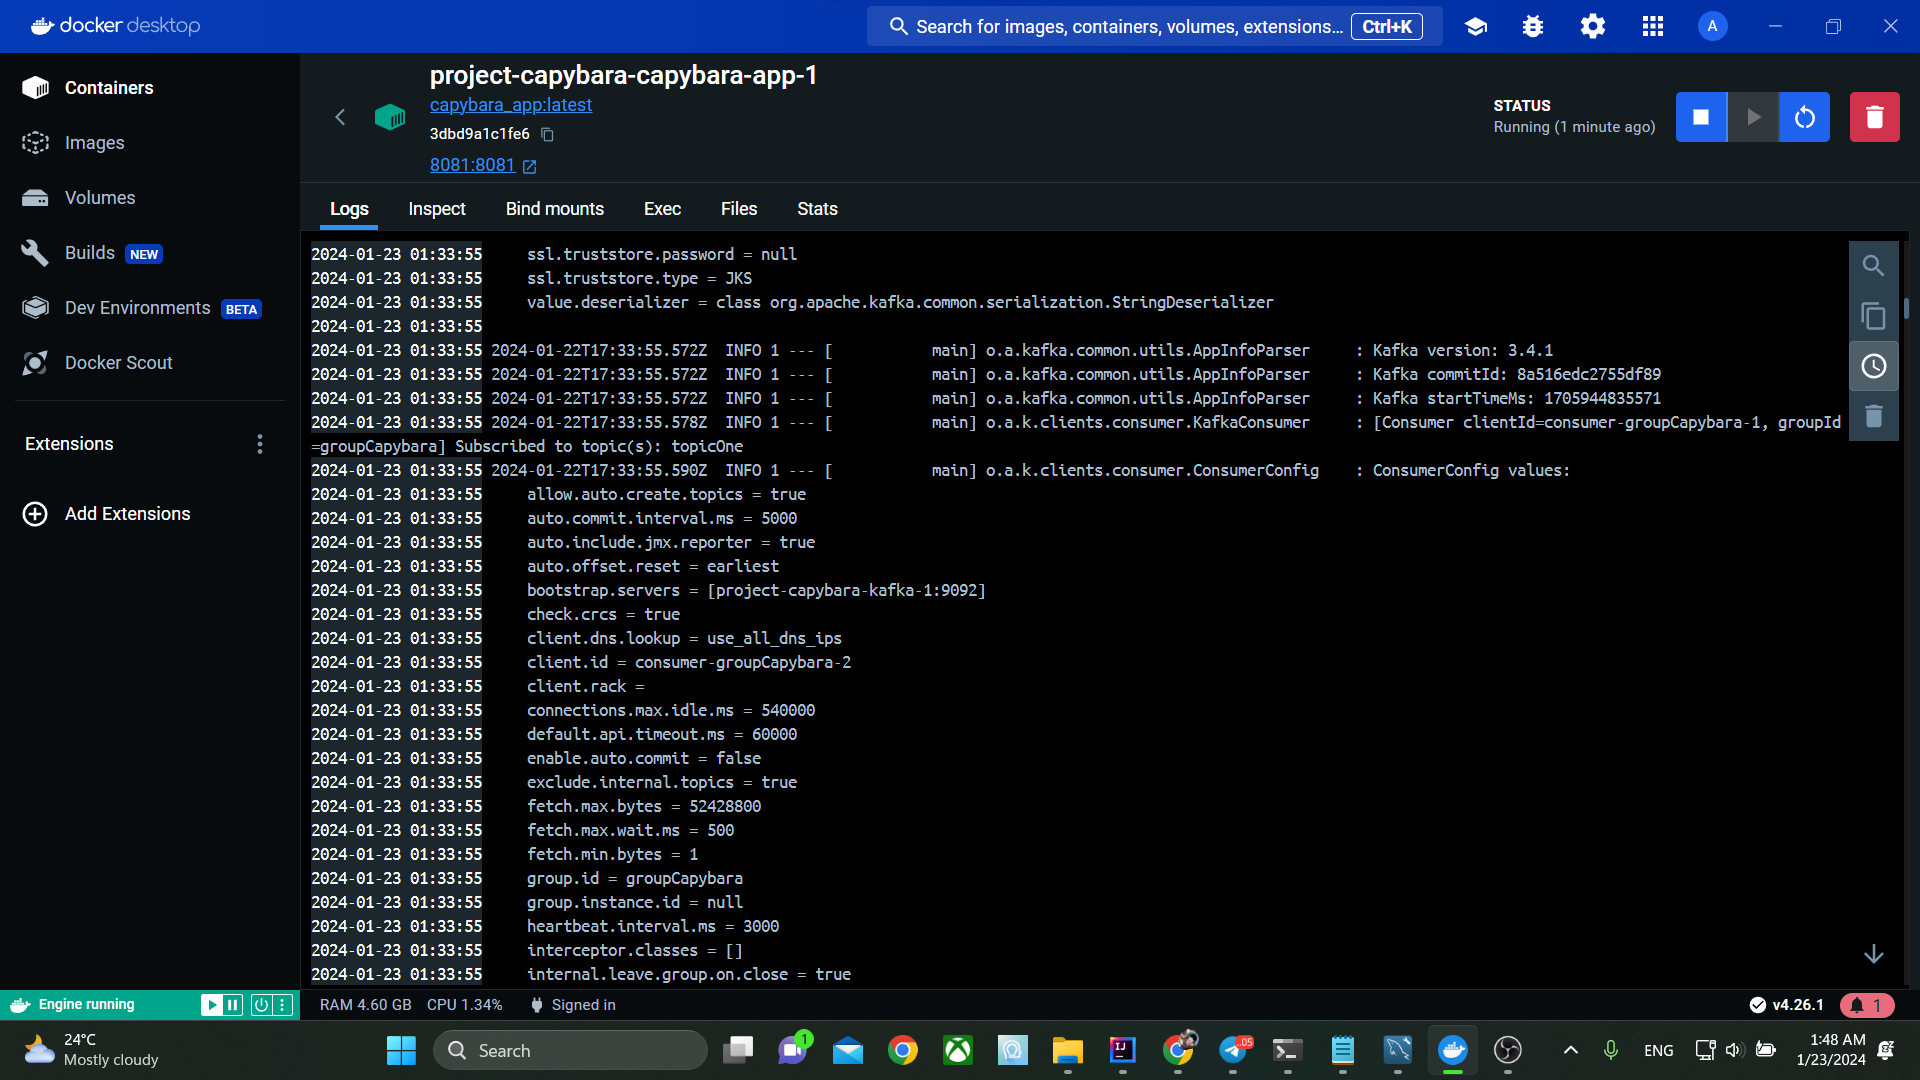 docker desktop
Search for images, containers, volumes, extensions... Ctrl+K
A
Containers
Images
Volumes
Builds NEW
Dev Environments BETA
Docker Scout
Extensions
Add Extensions
project-capybara-capybara-app-1
capybara_app:latest
3dbd9a1c1fe6
8081:8081
STATUS
Running (1 minute ago)
Logs Inspect Bind mounts Exec Files Stats
2024-01-23 01:33:55 ssl.truststore.password = null
2024-01-23 01:33:55 ssl.truststore.type = JKS
2024-01-23 01:33:55 value.deserializer = class org.apache.kafka.common.serialization.StringDeserializer
2024-01-23 01:33:55
2024-01-23 01:33:55 2024-01-22T17:33:55.572Z INFO 1 --- [ main] o.a.kafka.common.utils.AppInfoParser : Kafka version: 3.4.1
2024-01-23 01:33:55 2024-01-22T17:33:55.572Z INFO 1 --- [ main] o.a.kafka.common.utils.AppInfoParser : Kafka commitId: 8a516edc2755df89
2024-01-23 01:33:55 2024-01-22T17:33:55.572Z INFO 1 --- [ main] o.a.kafka.common.utils.AppInfoParser : Kafka startTimeMs: 1705944835571
2024-01-23 01:33:55 2024-01-22T17:33:55.578Z INFO 1 --- [ main] o.a.k.clients.consumer.KafkaConsumer : [Consumer clientId=consumer-groupCapybara-1, groupId
=groupCapybara] Subscribed to topic(s): topicOne
2024-01-23 01:33:55 2024-01-22T17:33:55.590Z INFO 1 --- [ main] o.a.k.clients.consumer.ConsumerConfig : ConsumerConfig values:
2024-01-23 01:33:55 allow.auto.create.topics = true
2024-01-23 01:33:55 auto.commit.interval.ms = 5000
2024-01-23 01:33:55 auto.include.jmx.reporter = true
2024-01-23 01:33:55 auto.offset.reset = earliest
2024-01-23 01:33:55 bootstrap.servers = [project-capybara-kafka-1:9092]
2024-01-23 01:33:55 check.crcs = true
2024-01-23 01:33:55 client.dns.lookup = use_all_dns_ips
2024-01-23 01:33:55 client.id = consumer-groupCapybara-2
2024-01-23 01:33:55 client.rack =
2024-01-23 01:33:55 connections.max.idle.ms = 540000
2024-01-23 01:33:55 default.api.timeout.ms = 60000
2024-01-23 01:33:55 enable.auto.commit = false
2024-01-23 01:33:55 exclude.internal.topics = true
2024-01-23 01:33:55 fetch.max.bytes = 52428800
2024-01-23 01:33:55 fetch.max.wait.ms = 500
2024-01-23 01:33:55 fetch.min.bytes = 1
2024-01-23 01:33:55 group.id = groupCapybara
2024-01-23 01:33:55 group.instance.id = null
2024-01-23 01:33:55 heartbeat.interval.ms = 3000
2024-01-23 01:33:55 interceptor.classes = []
2024-01-23 01:33:55 internal.leave.group.on.close = true
Engine running
RAM 4.60 GB CPU 1.34% Signed in
v4.26.1
1
24°C
Mostly cloudy
Search
1
IJ
.05
ENG
1:48 AM
1/23/2024